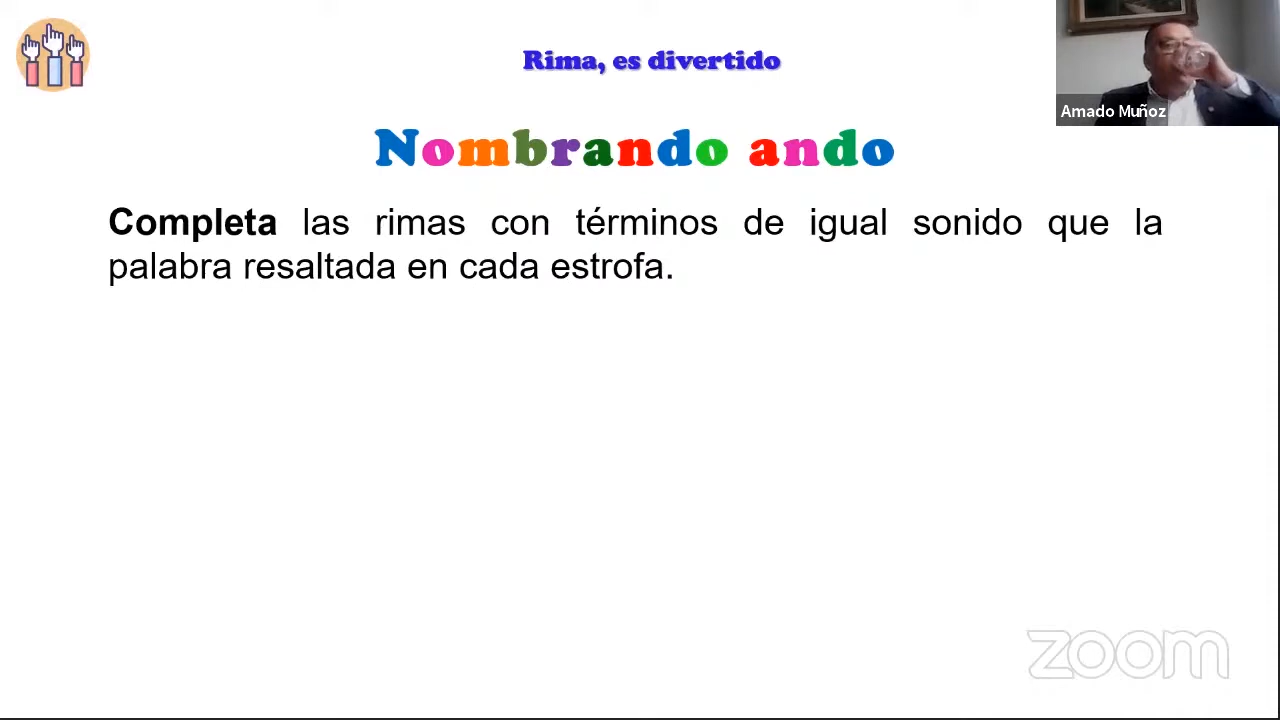 Rima, es divertido
Amado Muñoz
Nombrando ando
Completa las rimas con términos de igual sonido que la
palabra resaltada en cada estrofa.
zoom